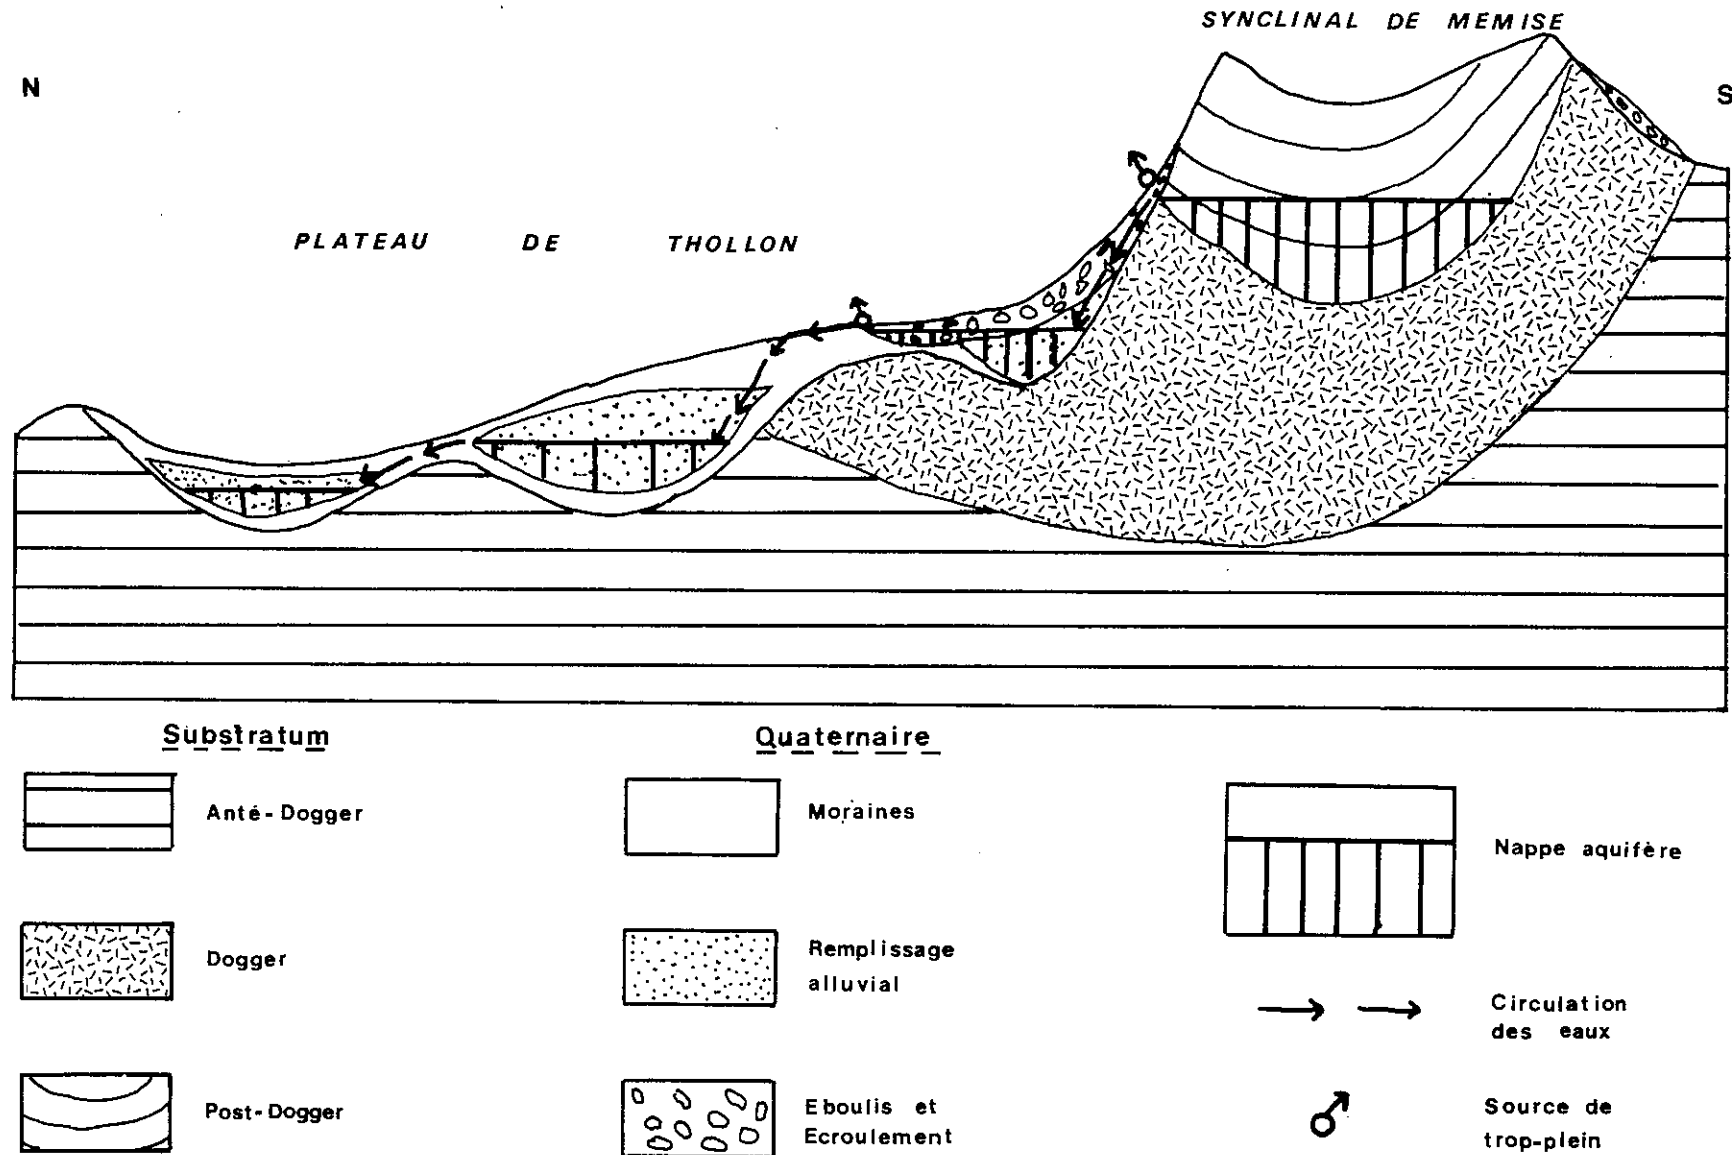 SYNCLINAL DE MEMISE
N
S
PLATEAU DE THOLLON
Substratum
Quaternaire
Anté-Dogger
Moraines
Nappe aquifère
Dogger
Remplissage
alluvial
Circulation
des eaux
Post-Dogger
Eboulis et
Ecroulement
Source de
trop-plein